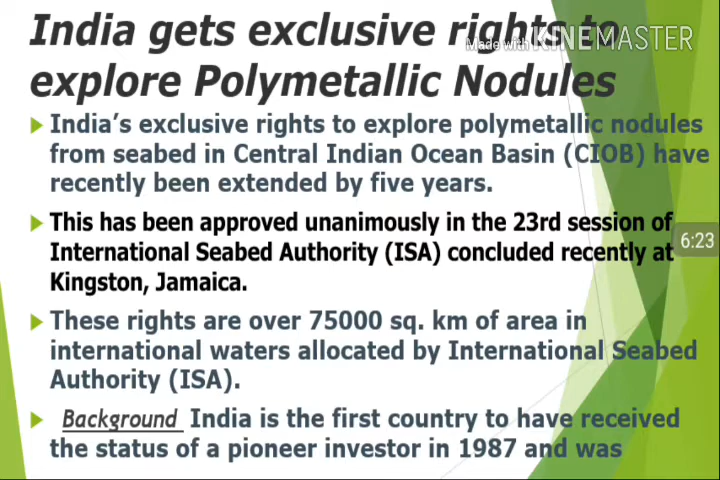 India gets exclusive rights to
Made with KINEMASTER
explore Polymetallic Nodules
India's exclusive rights to explore polymetallic nodules
from seabed in Central Indian Ocean Basin (CIOB) have
recently been extended by five years.
This has been approved unanimously in the 23rd session of
International Seabed Authority (ISA) concluded recently at
Kingston, Jamaica.
6:23
These rights are over 75000 sq. km of area in
international waters allocated by International Seabed
Authority (ISA).
Background India is the first country to have received
the status of a pioneer investor in 1987 and was